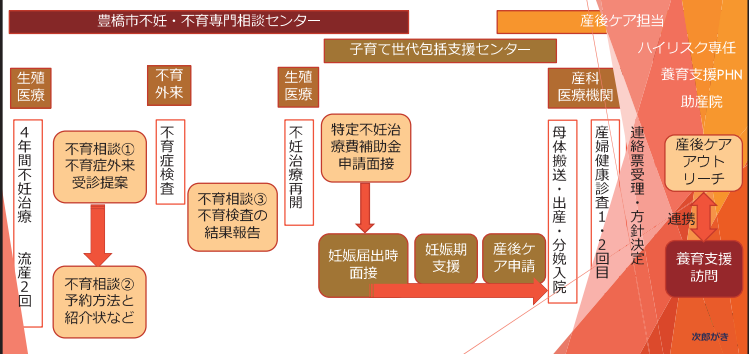 豊橋市不妊・不育専門相談センター
産後ケア担当
子育て世代包括支援センター
ハイリスク専任
養育支援PHN
助産院
生殖
医療
不育
外来
生殖
医療
産科
医療機関
4年間不妊治療 流産2回
不育相談①
不育症外来
受診提案
不育相談②
予約方法と
紹介状など
不育症検査
不育相談③
不育検査の
結果報告
不妊治療再開
特定不妊治
療費補助金
申請面接
妊娠届出時
面接
妊娠期
支援
産後ケ
ア申請
母体搬送・出産・分娩入院
産婦健康診査1・2回目
連絡票受理・方針決定
産後ケア
アウト
リーチ
連携
養育支援
訪問
次郎がき